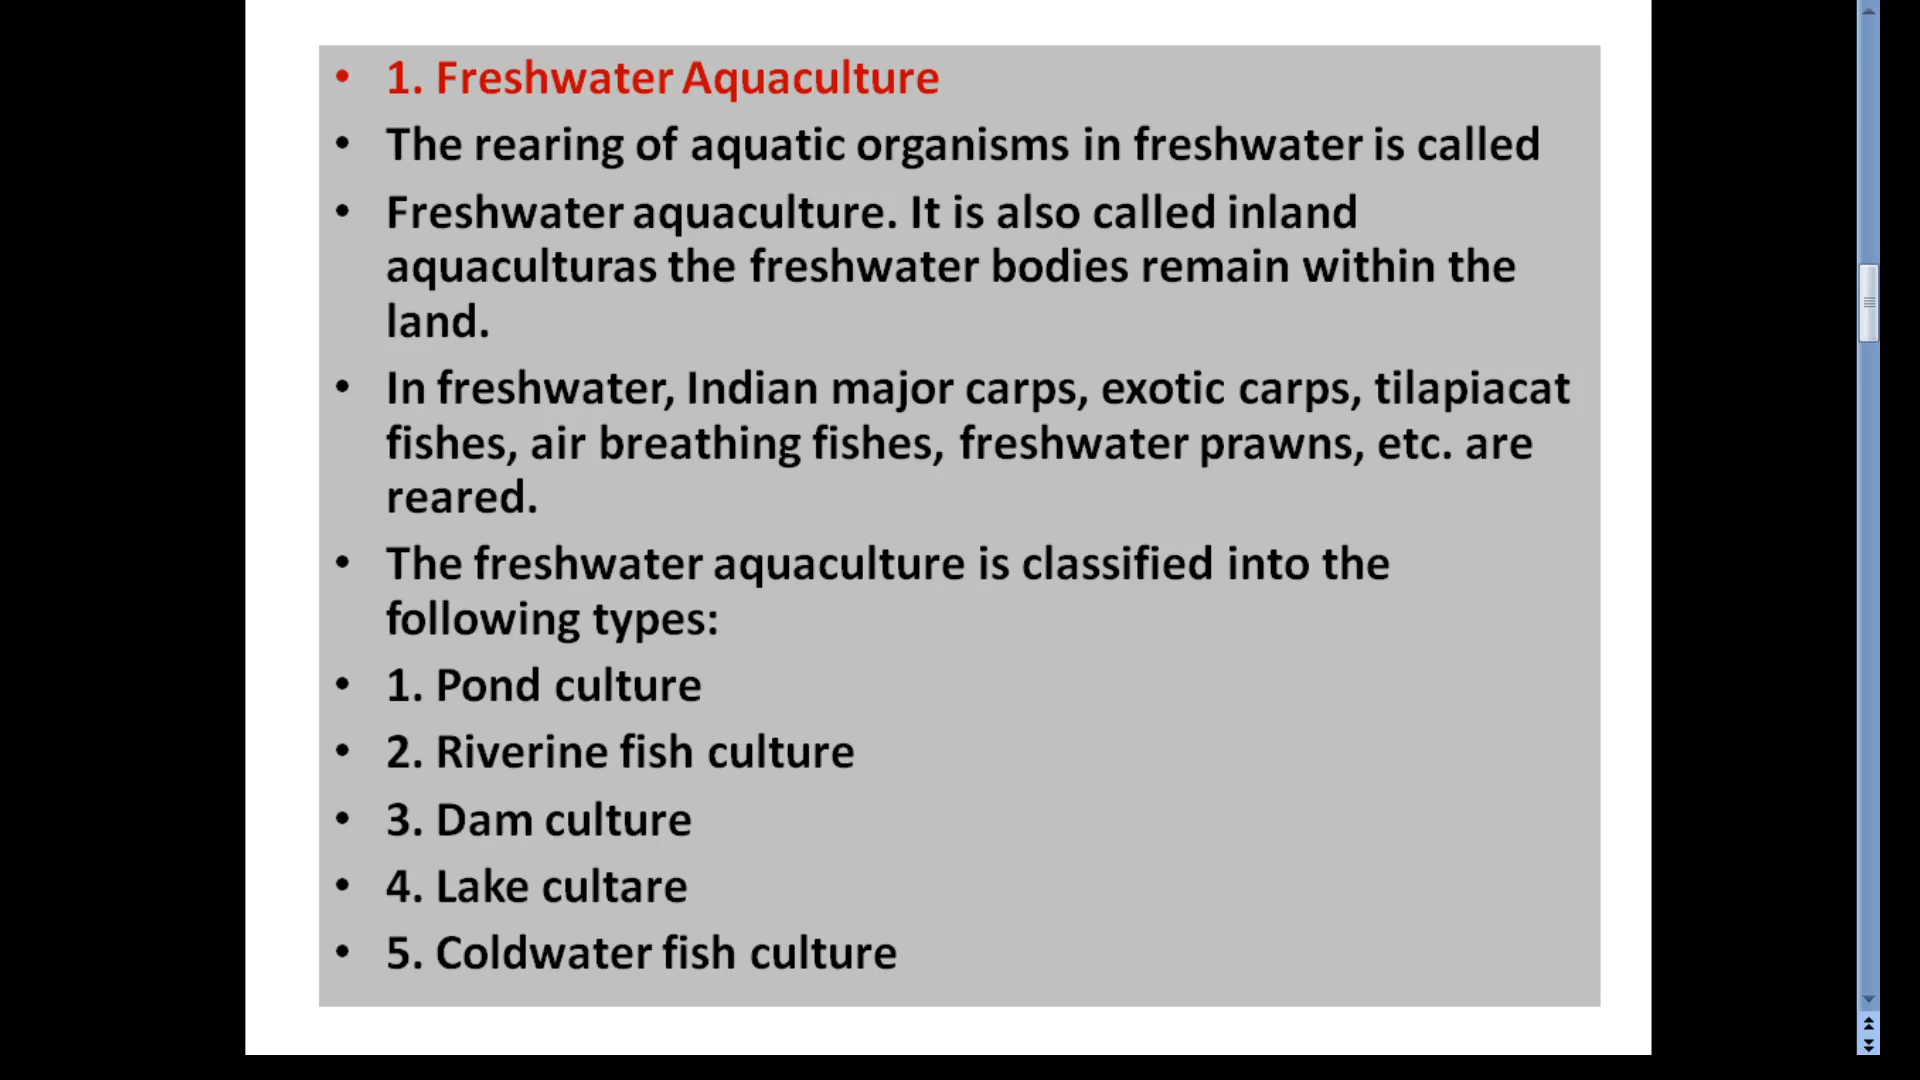 • 1. Freshwater Aquaculture
• The rearing of aquatic organisms in freshwater is called
• Freshwater aquaculture. It is also called inland
aquaculturas the freshwater bodies remain within the
land.
• In freshwater, Indian major carps, exotic carps, tilapiacat
fishes, air breathing fishes, freshwater prawns, etc. are
reared.
• The freshwater aquaculture is classified into the
following types:
• 1. Pond culture
• 2. Riverine fish culture
• 3. Dam culture
• 4. Lake cultare
• 5. Coldwater fish culture